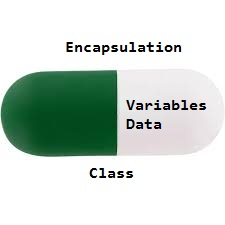 Encapsulation
Variables
Data
Class